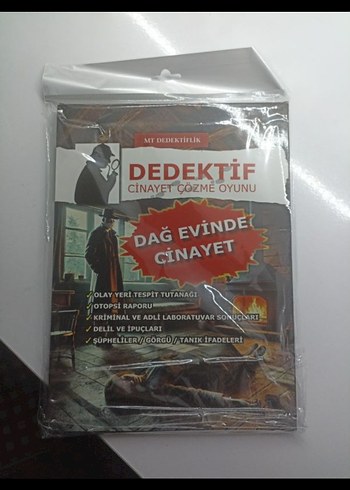 MT DEDEKTİFLİK
DEDEKTİF
CİNAYET ÇÖZME OYUNU
DAĞ EVİNDE
CİNAYET
OLAY YERİ TESPİT TUTANAĞI
OTOPSİ RAPORU
KRİMİNAL VE ADLİ LABORATUVAR SONUÇLARI
DELİL VE İPUÇLARI
ŞÜPHELİLER / GÖRGÜ / TANIK İFADELERİ